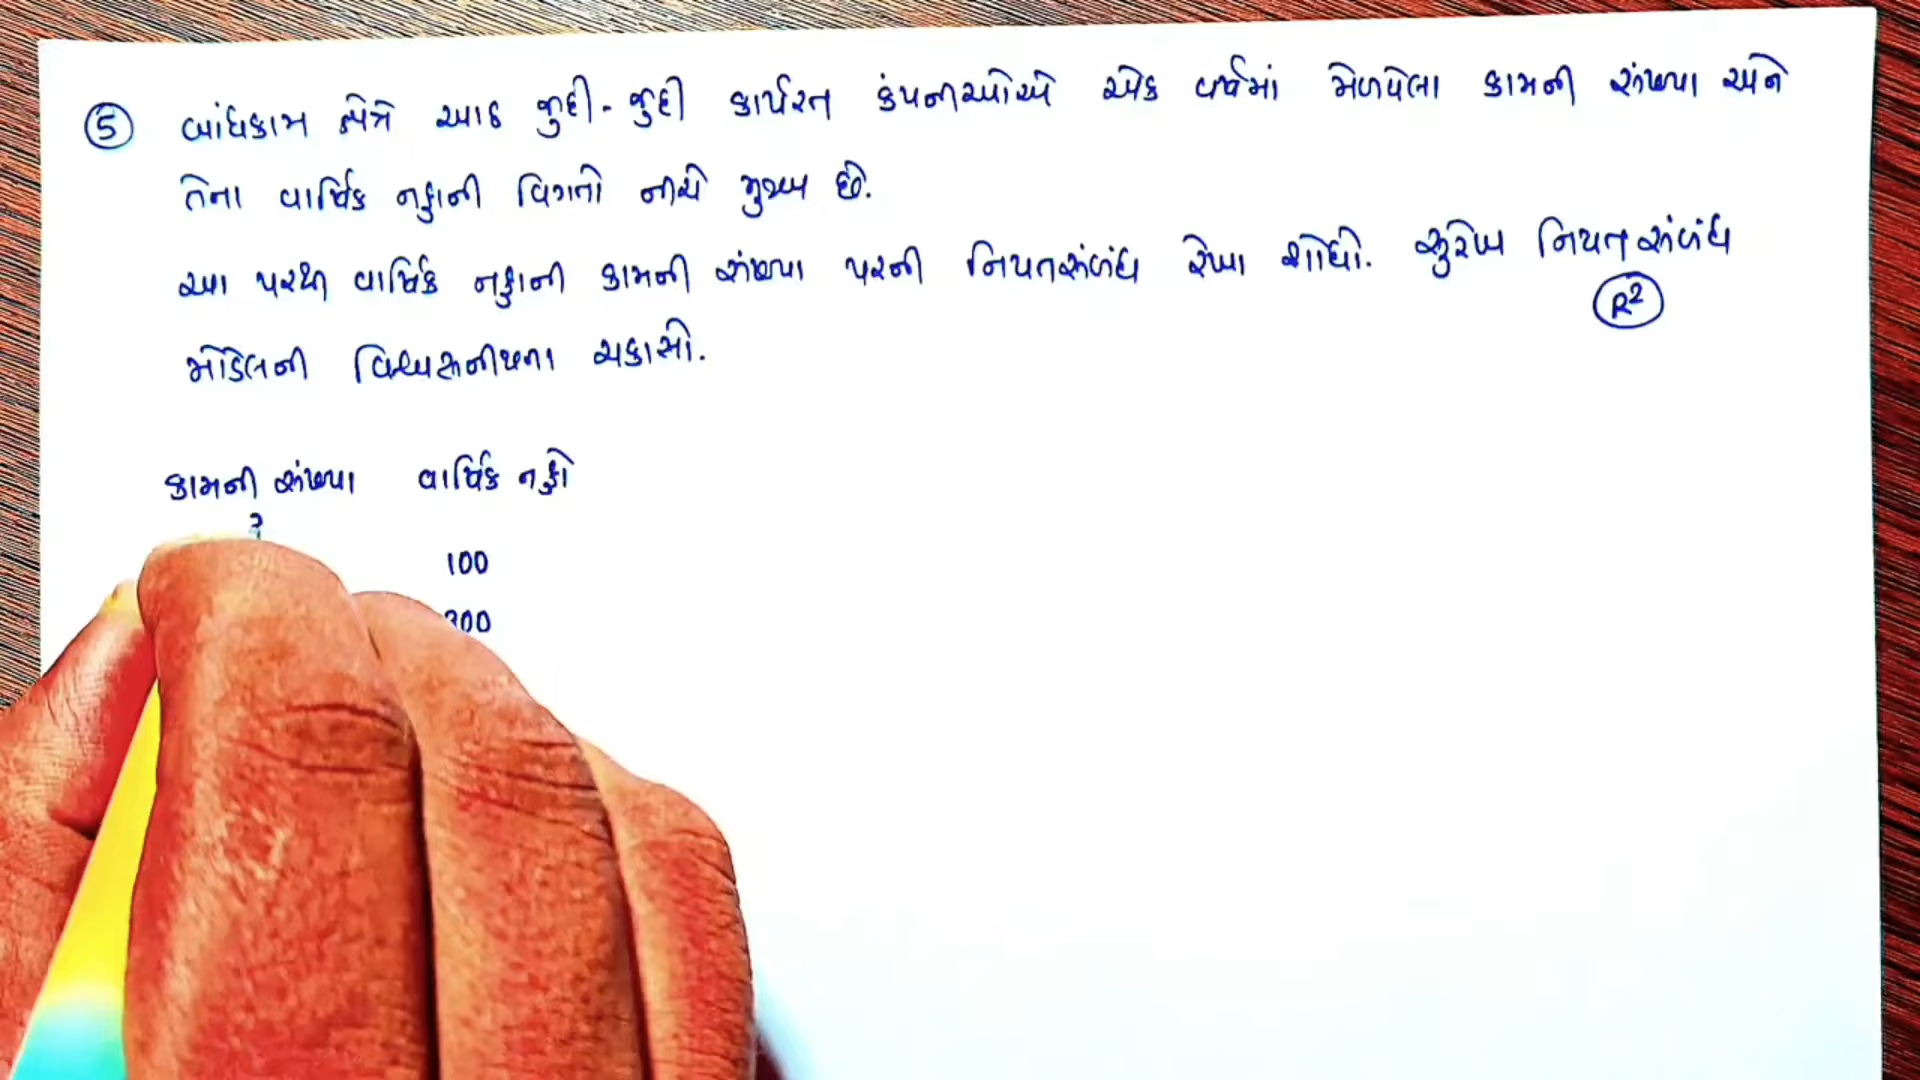 ⑤ બાંધકામ ક્ષેત્રે આઠ જુદી-જુદી કાર્યરત કંપનીઓએ એક વર્ષમાં મેળવેલા કામની સંખ્યા અને
તેના વાર્ષિક નફાની વિગતો નીચે મુજબ છે.
આ પરથી વાર્ષિક નફાની કામની સંખ્યા પરની નિયતસંબંધ રેખા શોધો. સુરેખ નિયતસંબંધ
R²
મોડેલની વિશ્વસનીયતા ચકાસો.
કામની સંખ્યા વાર્ષિક નફો
100
300